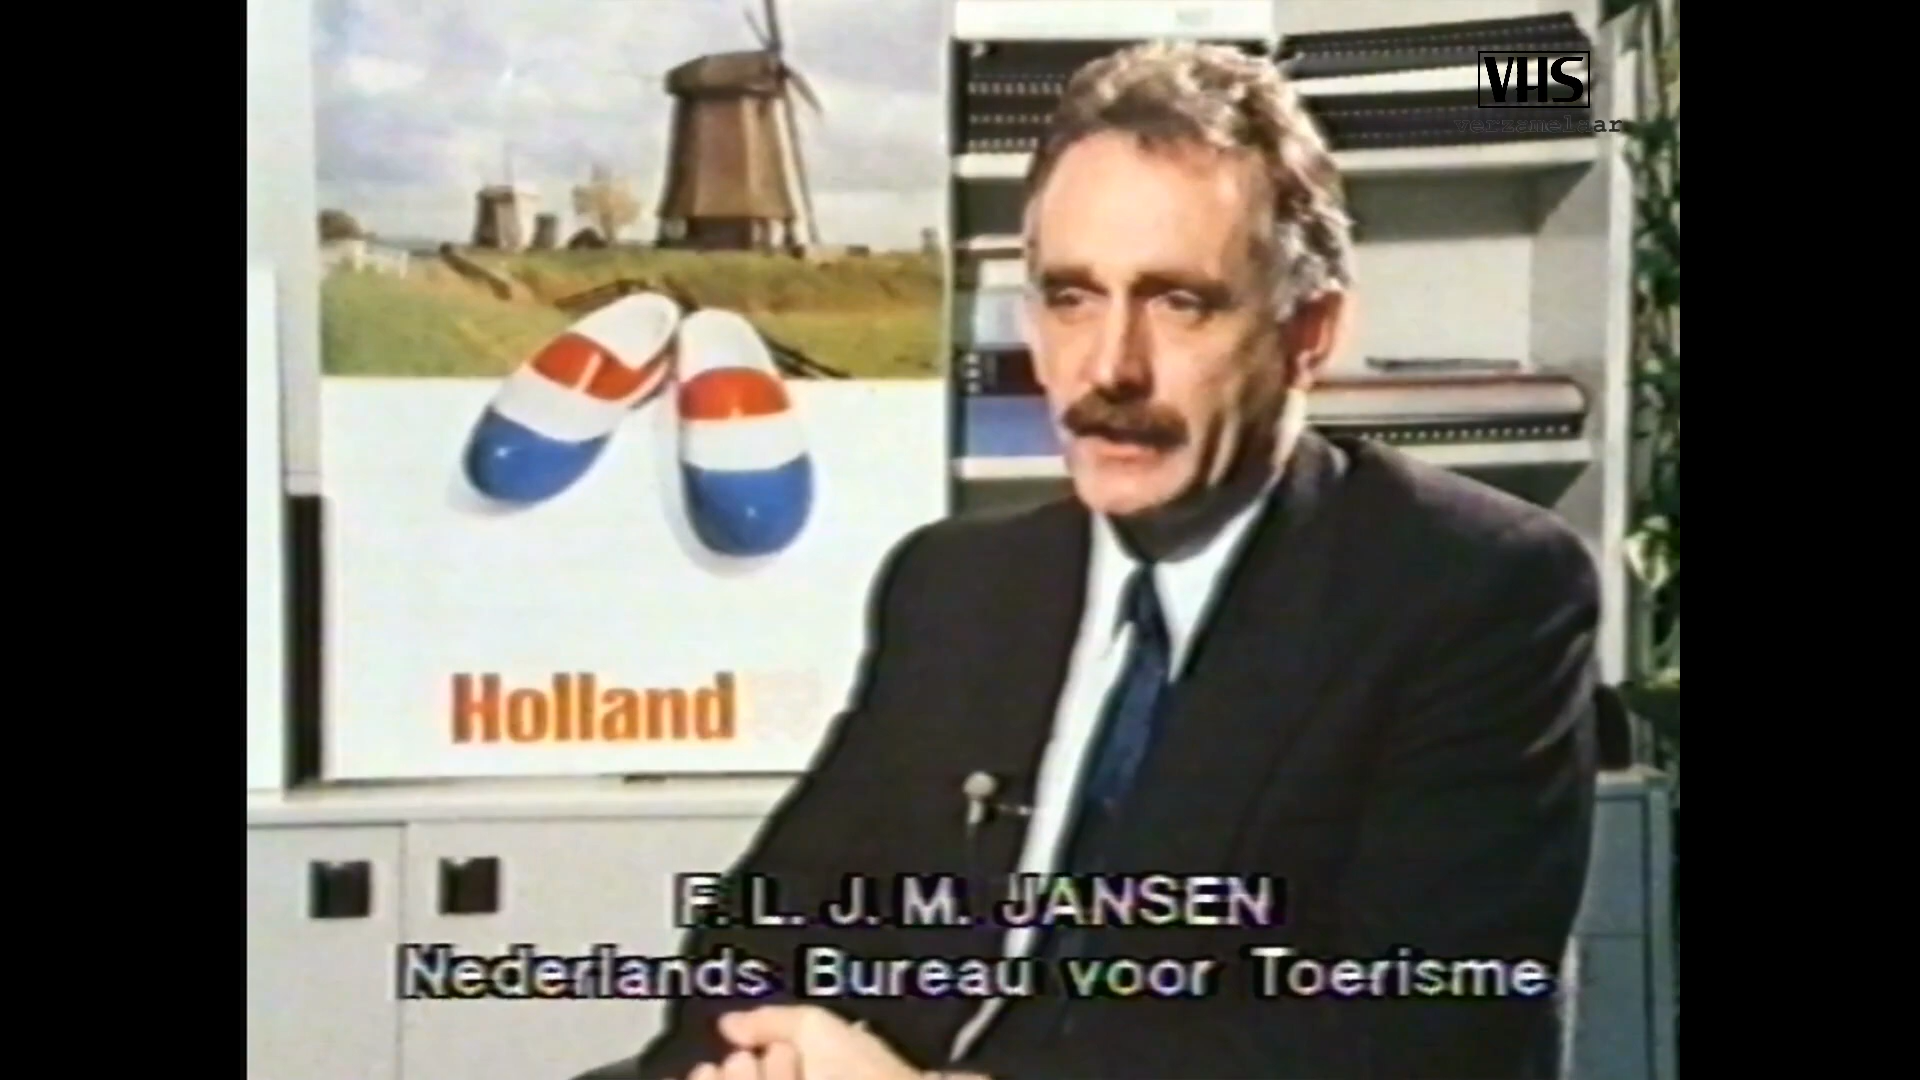 VHS
verzamelaar
Holland
F. L. J. M. JANSEN
Nederlands Bureau voor Toerisme